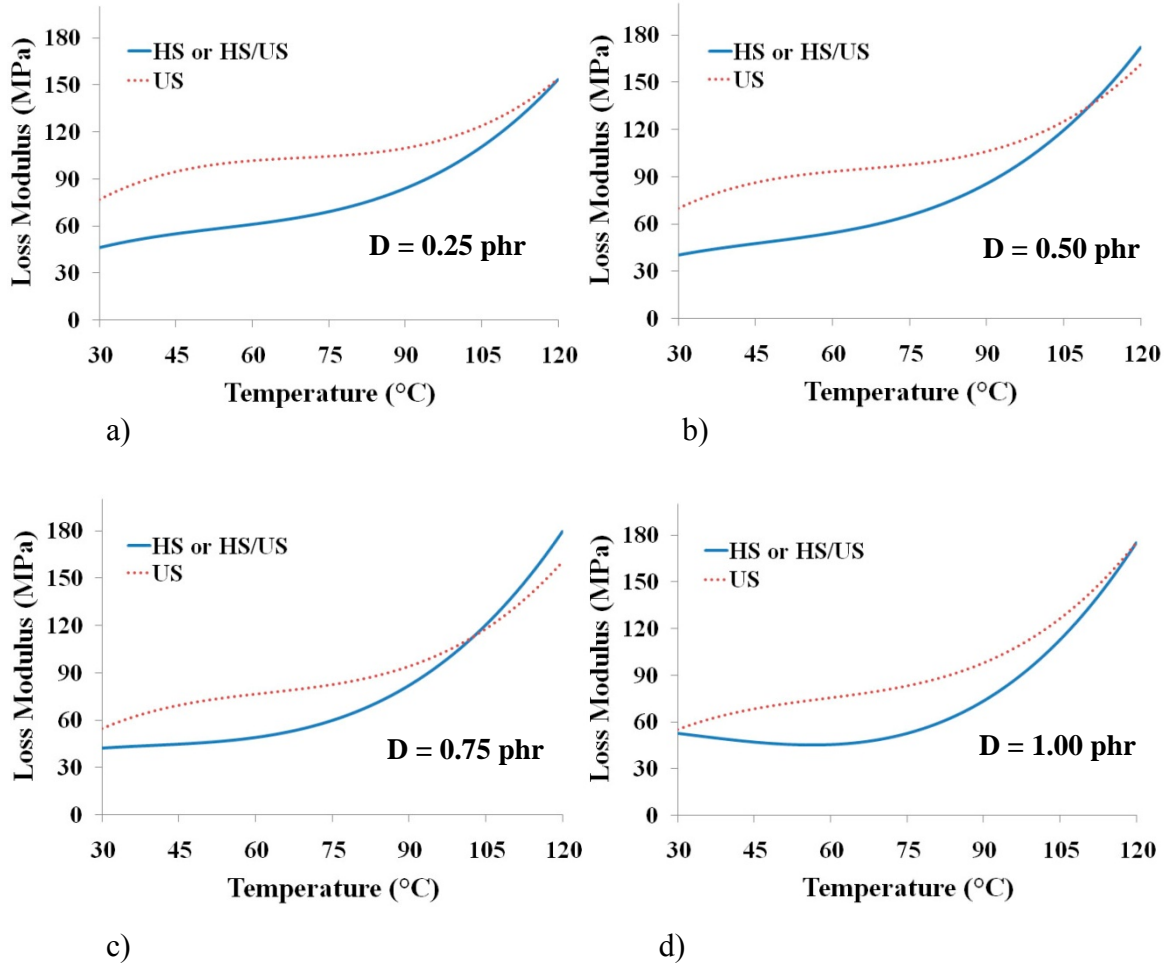 Loss Modulus (MPa)
180
150
120
90
60
30
0
HS or HS/US
US
D = 0.25 phr
30 45 60 75 90 105 120
Temperature (°C)
a)
Loss Modulus (MPa)
180
150
120
90
60
30
0
HS or HS/US
US
D = 0.50 phr
30 45 60 75 90 105 120
Temperature (°C)
b)
Loss Modulus (MPa)
180
150
120
90
60
30
0
HS or HS/US
US
D = 0.75 phr
30 45 60 75 90 105 120
Temperature (°C)
c)
Loss Modulus (MPa)
180
150
120
90
60
30
0
HS or HS/US
US
D = 1.00 phr
30 45 60 75 90 105 120
Temperature (°C)
d)